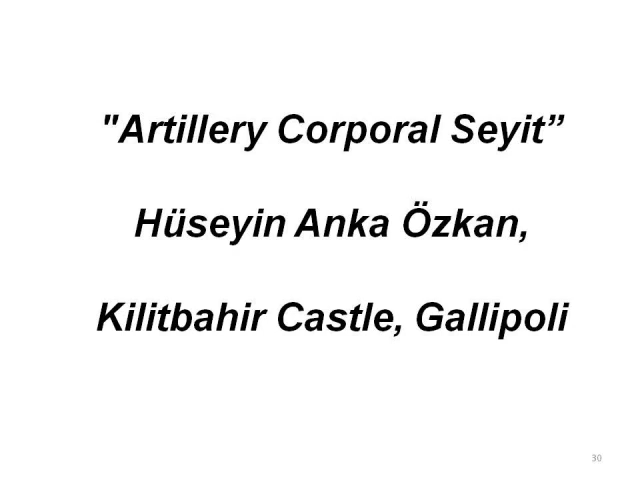 "Artillery Corporal Seyit”
Hüseyin Anka Özkan,
Kilitbahir Castle, Gallipoli
30